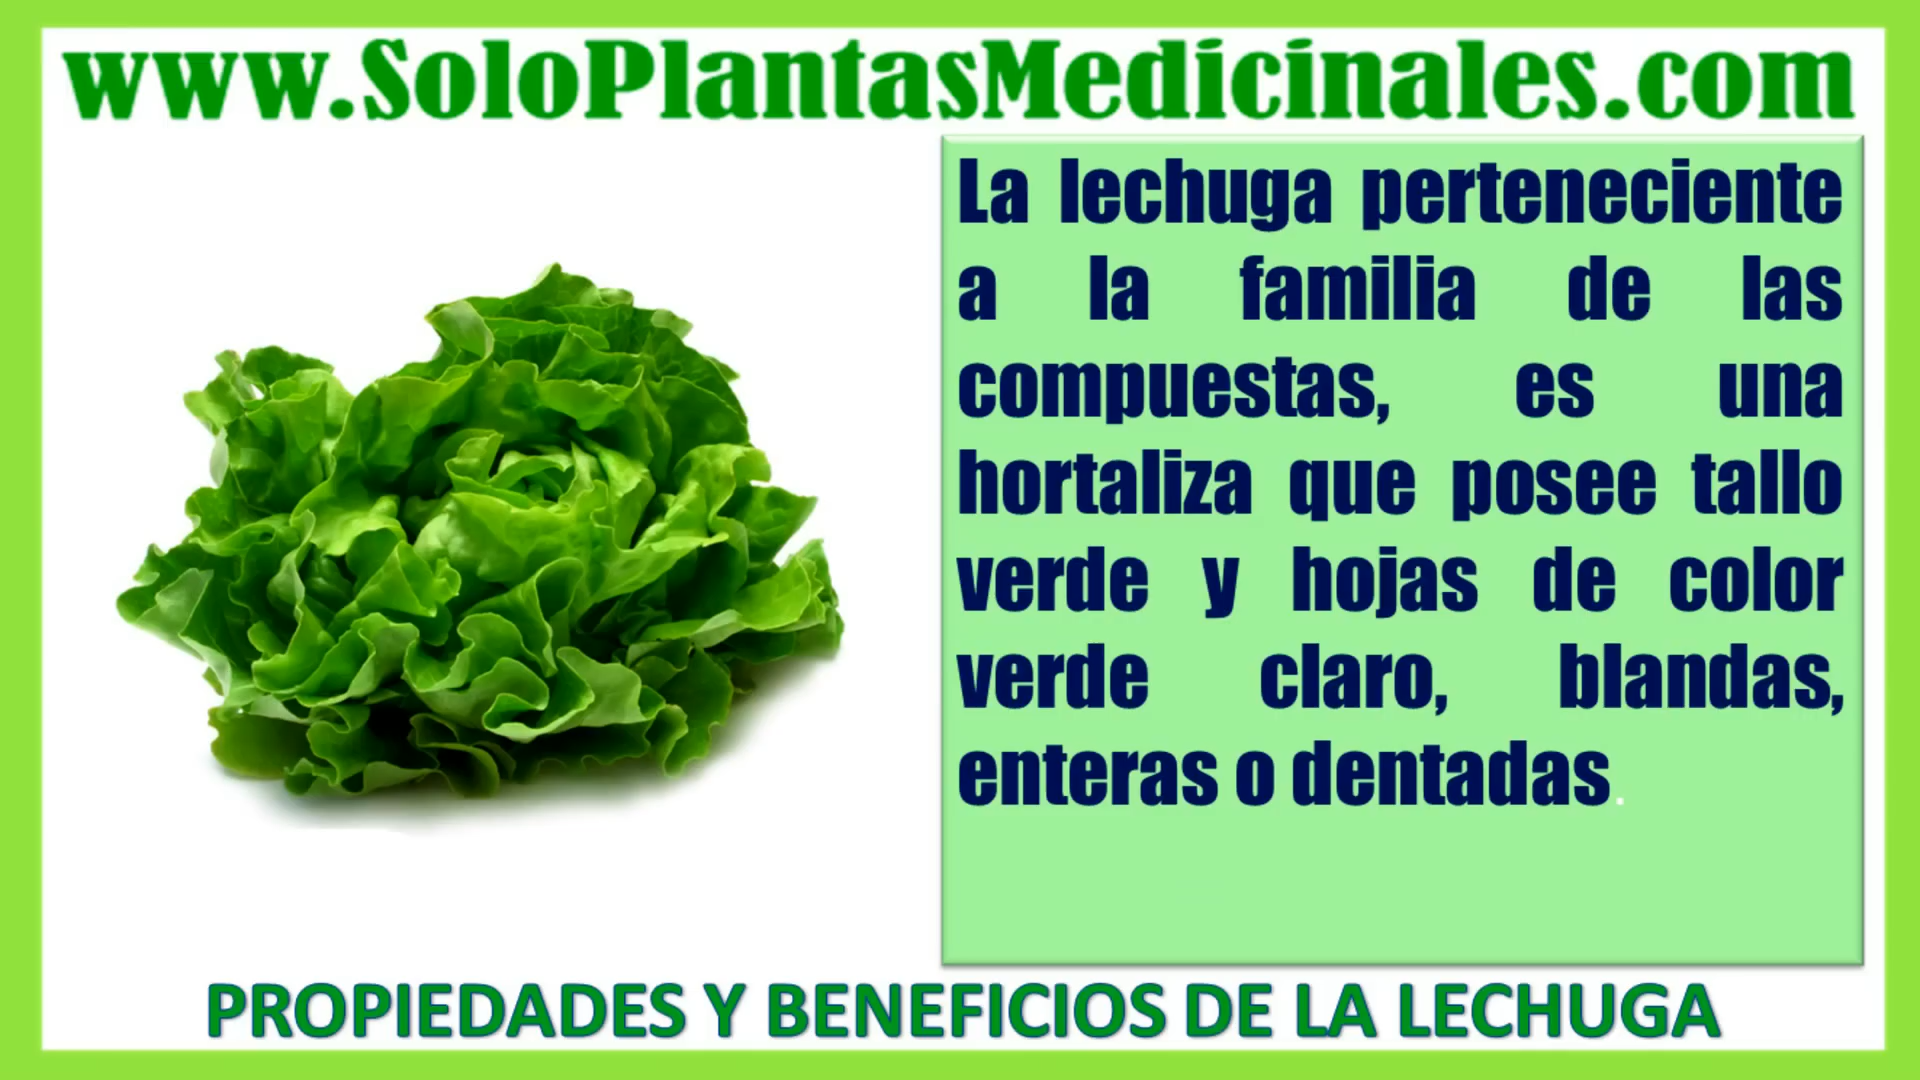 www.SoloPlantasMedicinales.com
La lechuga perteneciente
a la familia de las
compuestas, es una
hortaliza que posee tallo
verde y hojas de color
verde claro, blandas,
enteras o dentadas.
PROPIEDADES Y BENEFICIOS DE LA LECHUGA